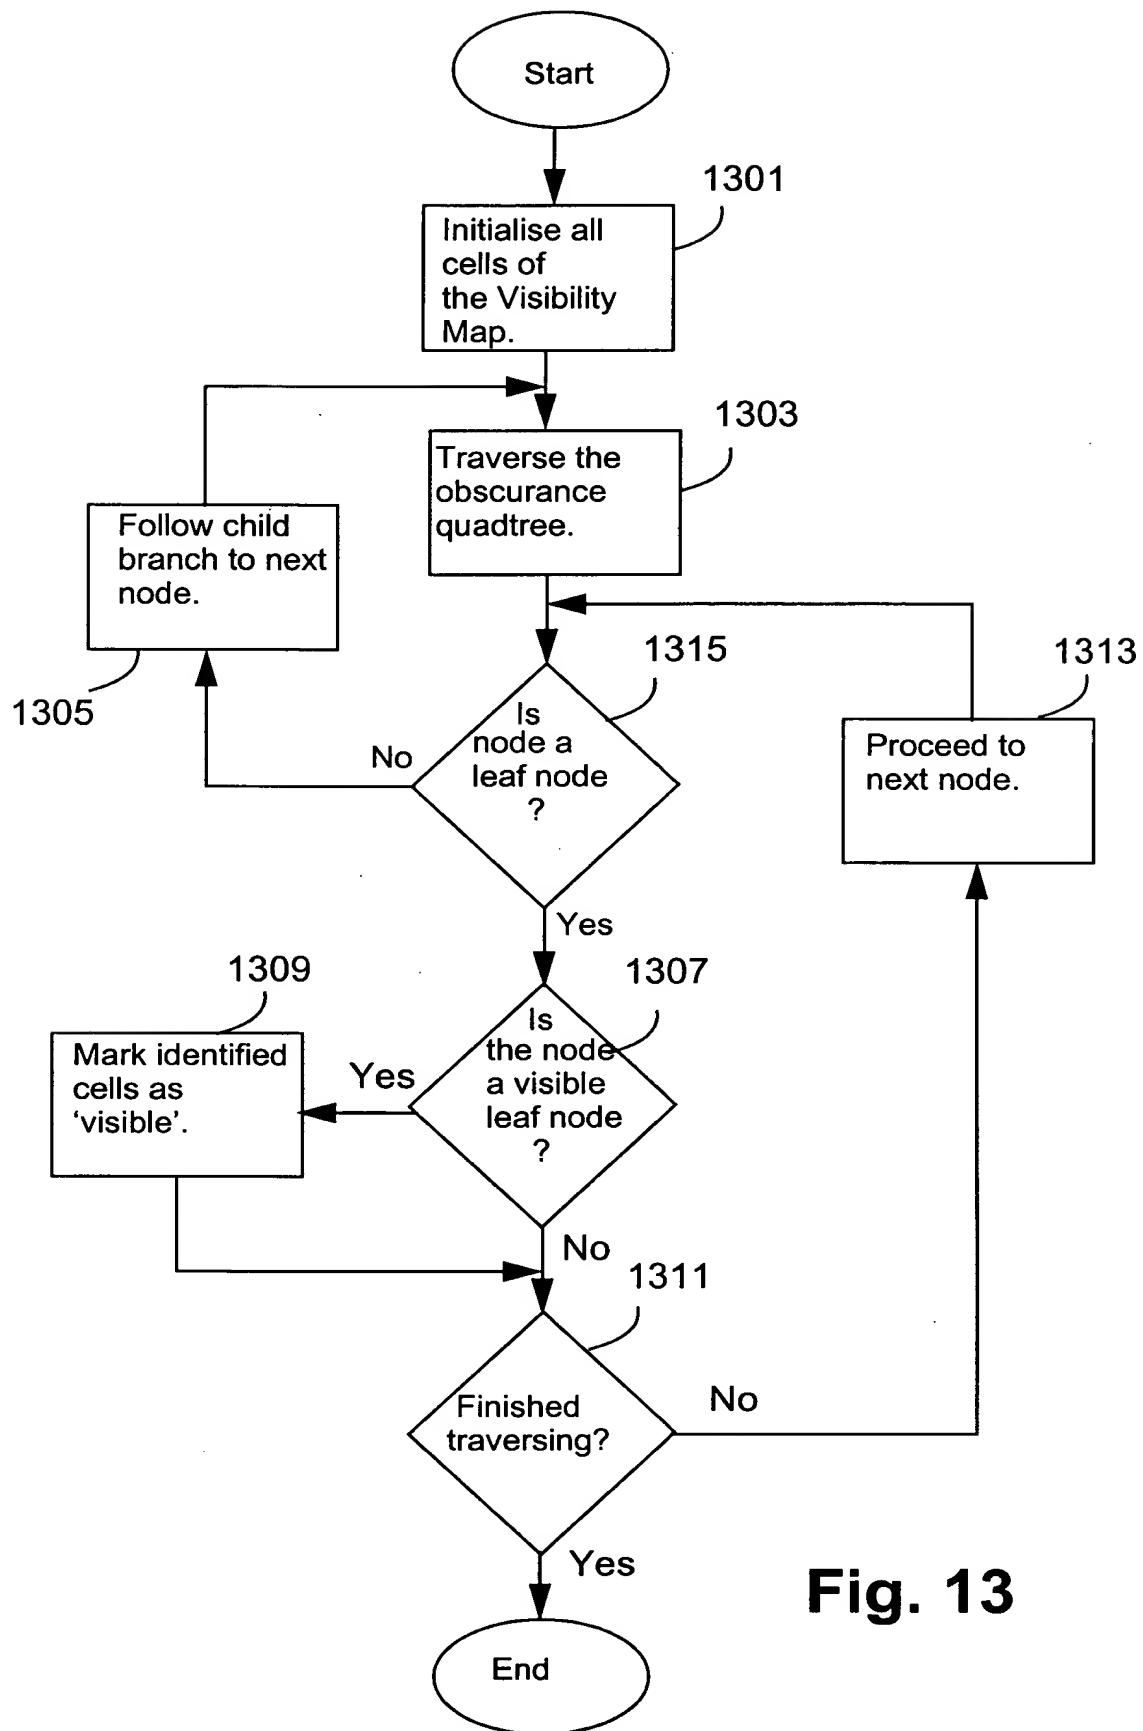 Start
1301
Initialise all
cells of
the Visibility
Map.
1303
Traverse the
obscurance
quadtree.
Follow child
branch to next
node.
1305
1315
Is
node a
leaf node
?
No
1313
Proceed to
next node.
Yes
1309
Mark identified
cells as
‘visible’.
1307
Is
the node
a visible
leaf node
?
Yes
No
1311
Finished
traversing?
No
Yes
End
Fig. 13